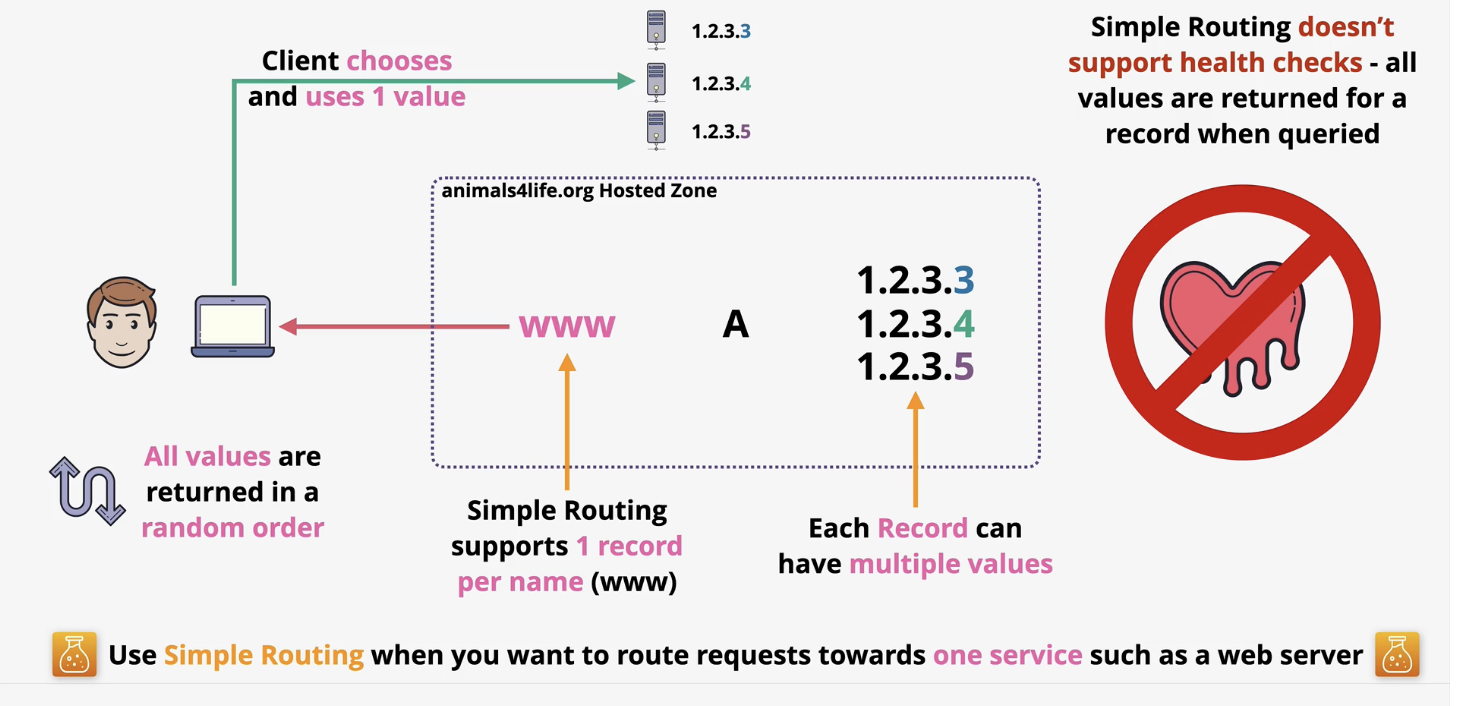 Client chooses
and uses 1 value
1.2.3.3
1.2.3.4
1.2.3.5
Simple Routing doesn't
support health checks - all
values are returned for a
record when queried
animals4life.org Hosted Zone
www
A
1.2.3.3
1.2.3.4
1.2.3.5
All values are
returned in a
random order
Simple Routing
supports 1 record
per name (www)
Each Record can
have multiple values
Use Simple Routing when you want to route requests towards one service such as a web server